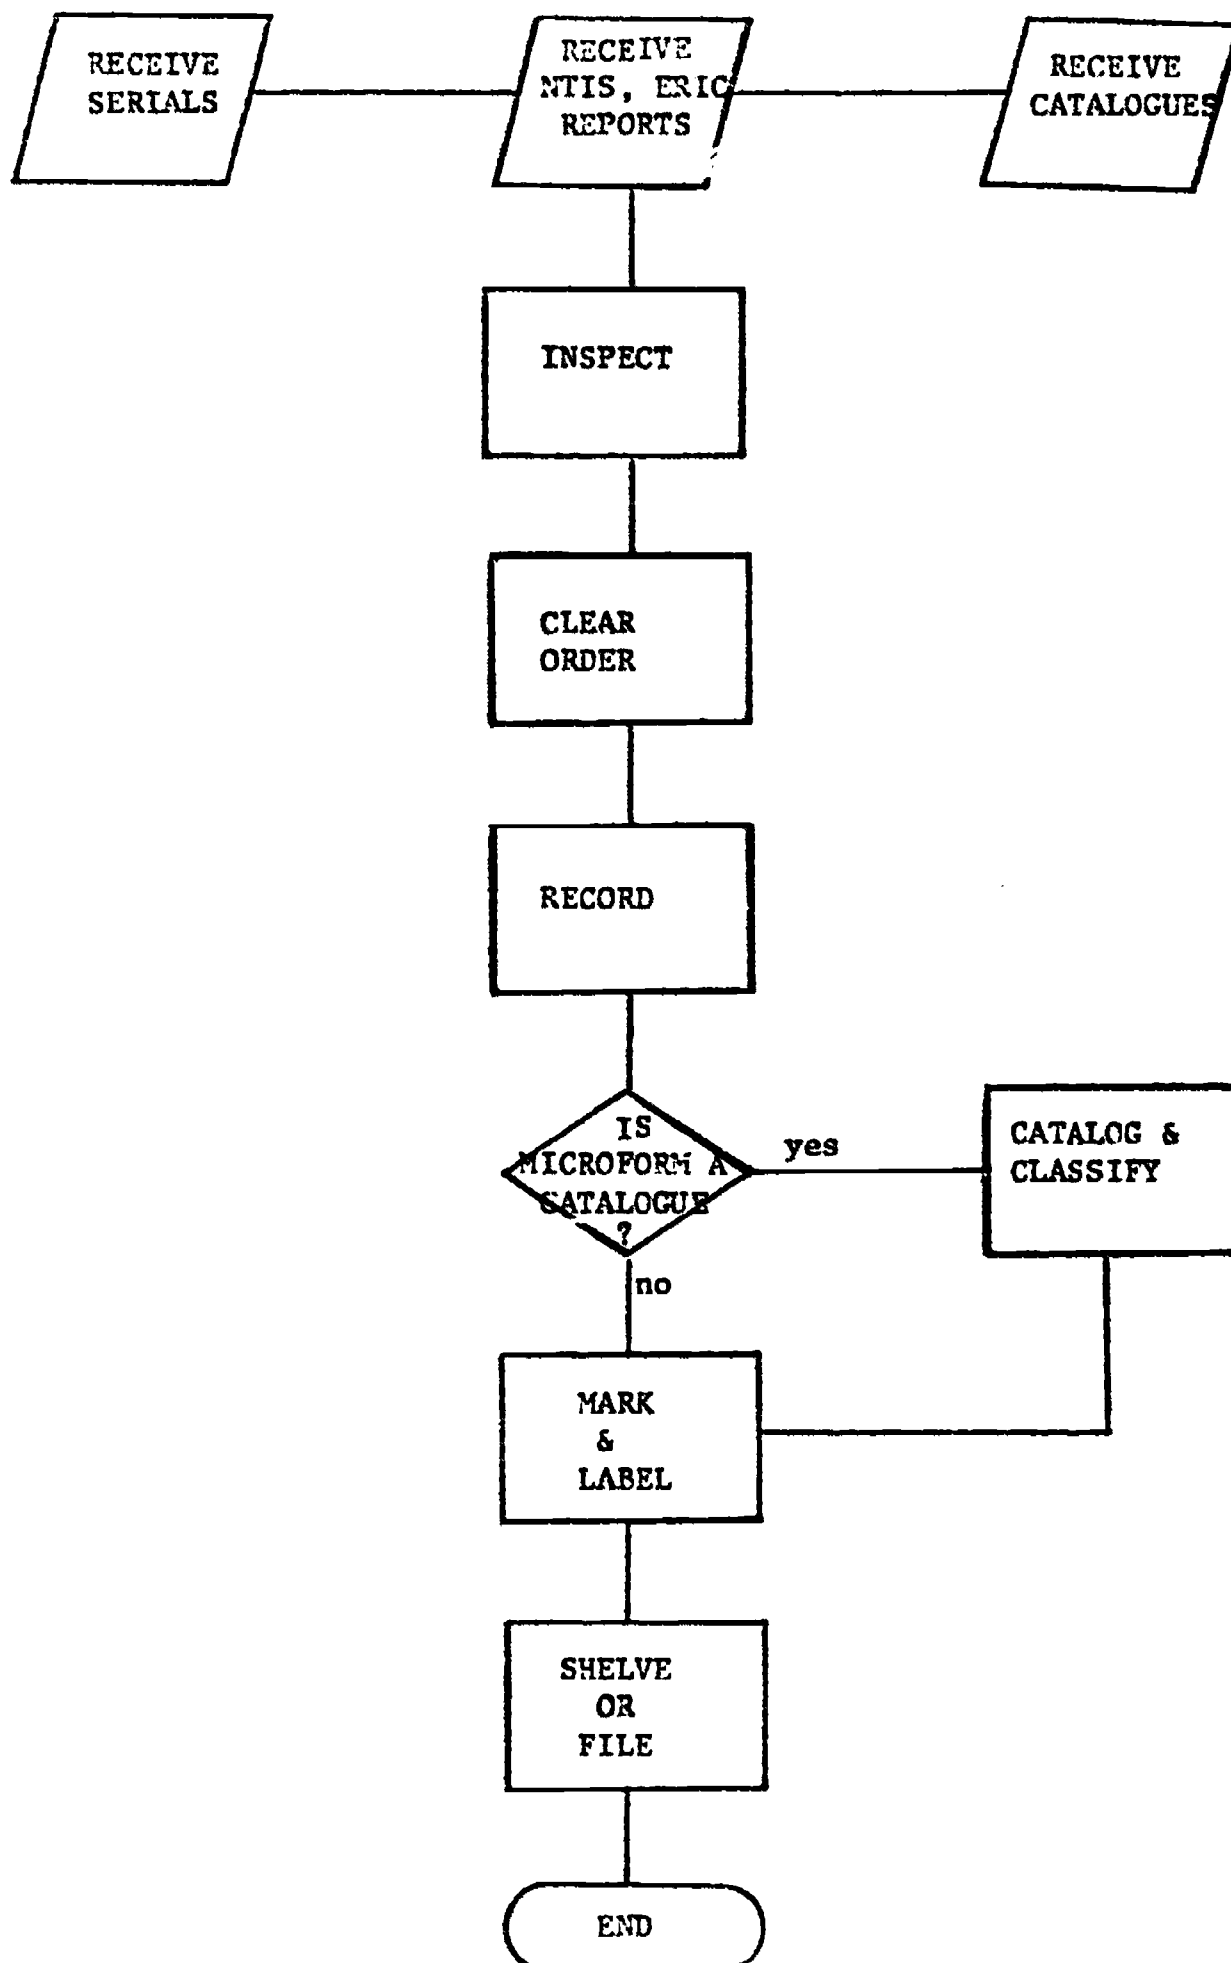 RECEIVE
SERIALS
RECEIVE
NTIS, ERIC
REPORTS
RECEIVE
CATALOGUES
INSPECT
CLEAR
ORDER
RECORD
IS
MICROFORM A
CATALOGUE
?
yes
CATALOG &
CLASSIFY
no
MARK
&
LABEL
SHELVE
OR
FILE
END